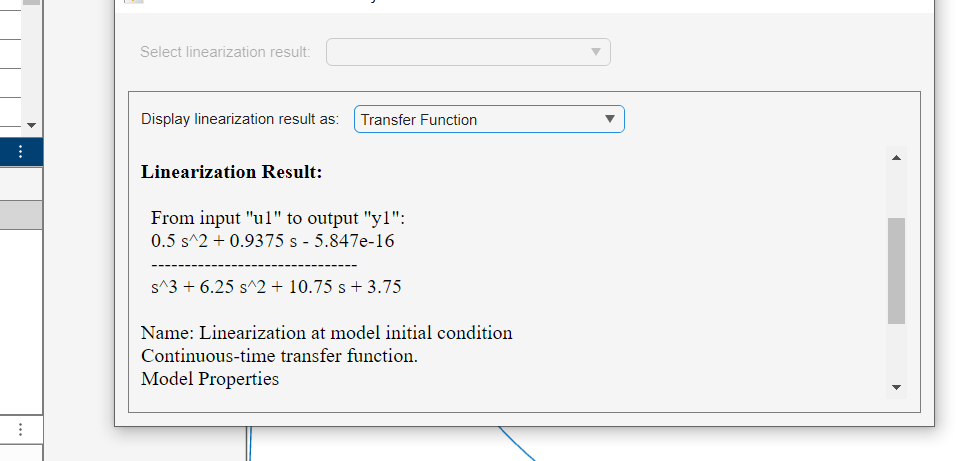 Select linearization result:
Display linearization result as: Transfer Function
Linearization Result:
From input "u1" to output "y1":
0.5 s^2 + 0.9375 s - 5.847e-16
-------------------------------
s^3 + 6.25 s^2 + 10.75 s + 3.75
Name: Linearization at model initial condition
Continuous-time transfer function.
Model Properties